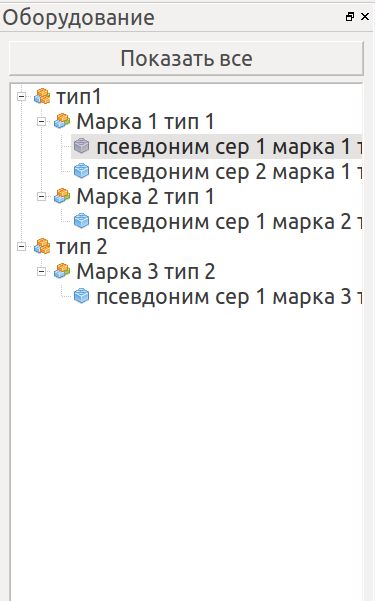 Оборудование
Показать все
тип1
Марка 1 тип 1
псевдоним сер 1 марка 1
псевдоним сер 2 марка 1
Марка 2 тип 1
псевдоним сер 1 марка 2
тип 2
Марка 3 тип 2
псевдоним сер 1 марка 3